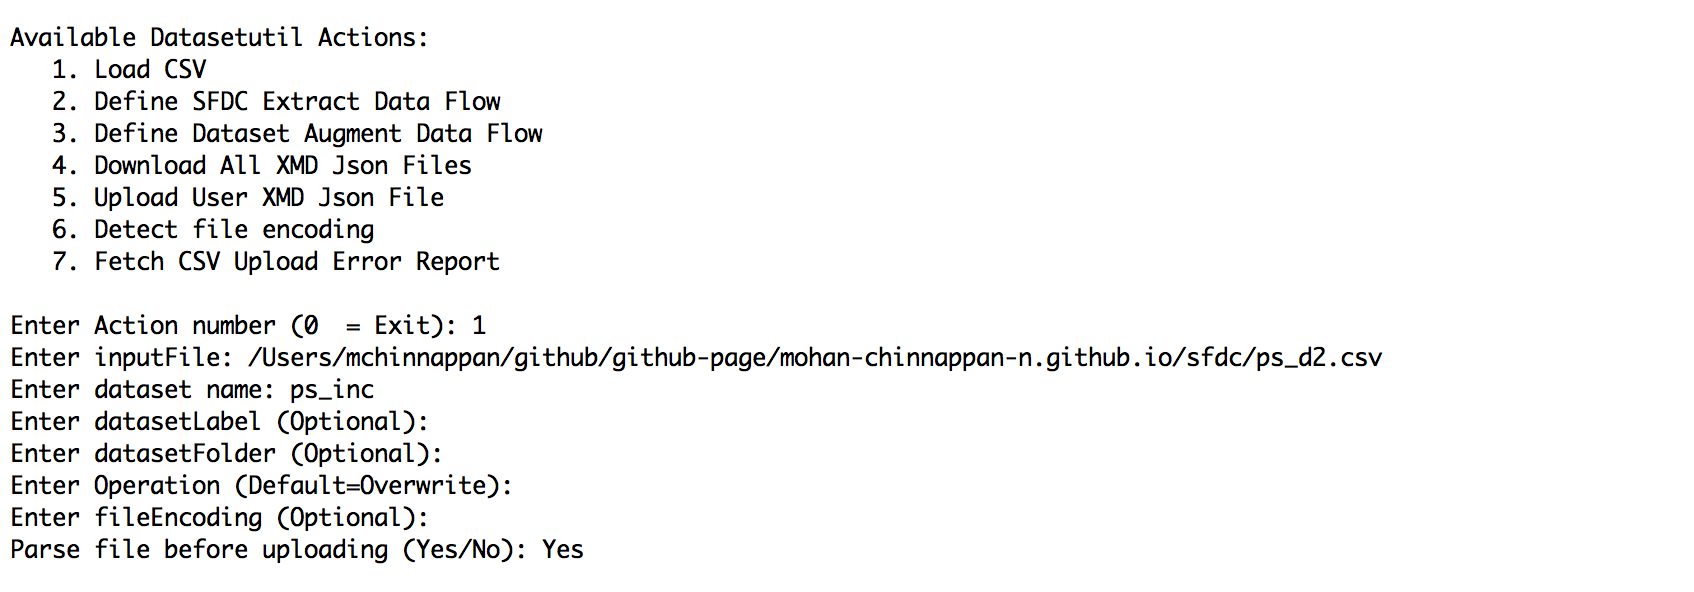 Available Datasetutil Actions:
1. Load CSV
2. Define SFDC Extract Data Flow
3. Define Dataset Augment Data Flow
4. Download All XMD Json Files
5. Upload User XMD Json File
6. Detect file encoding
7. Fetch CSV Upload Error Report
Enter Action number (0  = Exit): 1
Enter inputFile: /Users/mchinnappan/github/github-page/mohan-chinnappan-n.github.io/sfdc/ps_d2.csv
Enter dataset name: ps_inc
Enter datasetLabel (Optional):
Enter datasetFolder (Optional):
Enter Operation (Default=Overwrite):
Enter fileEncoding (Optional):
Parse file before uploading (Yes/No): Yes